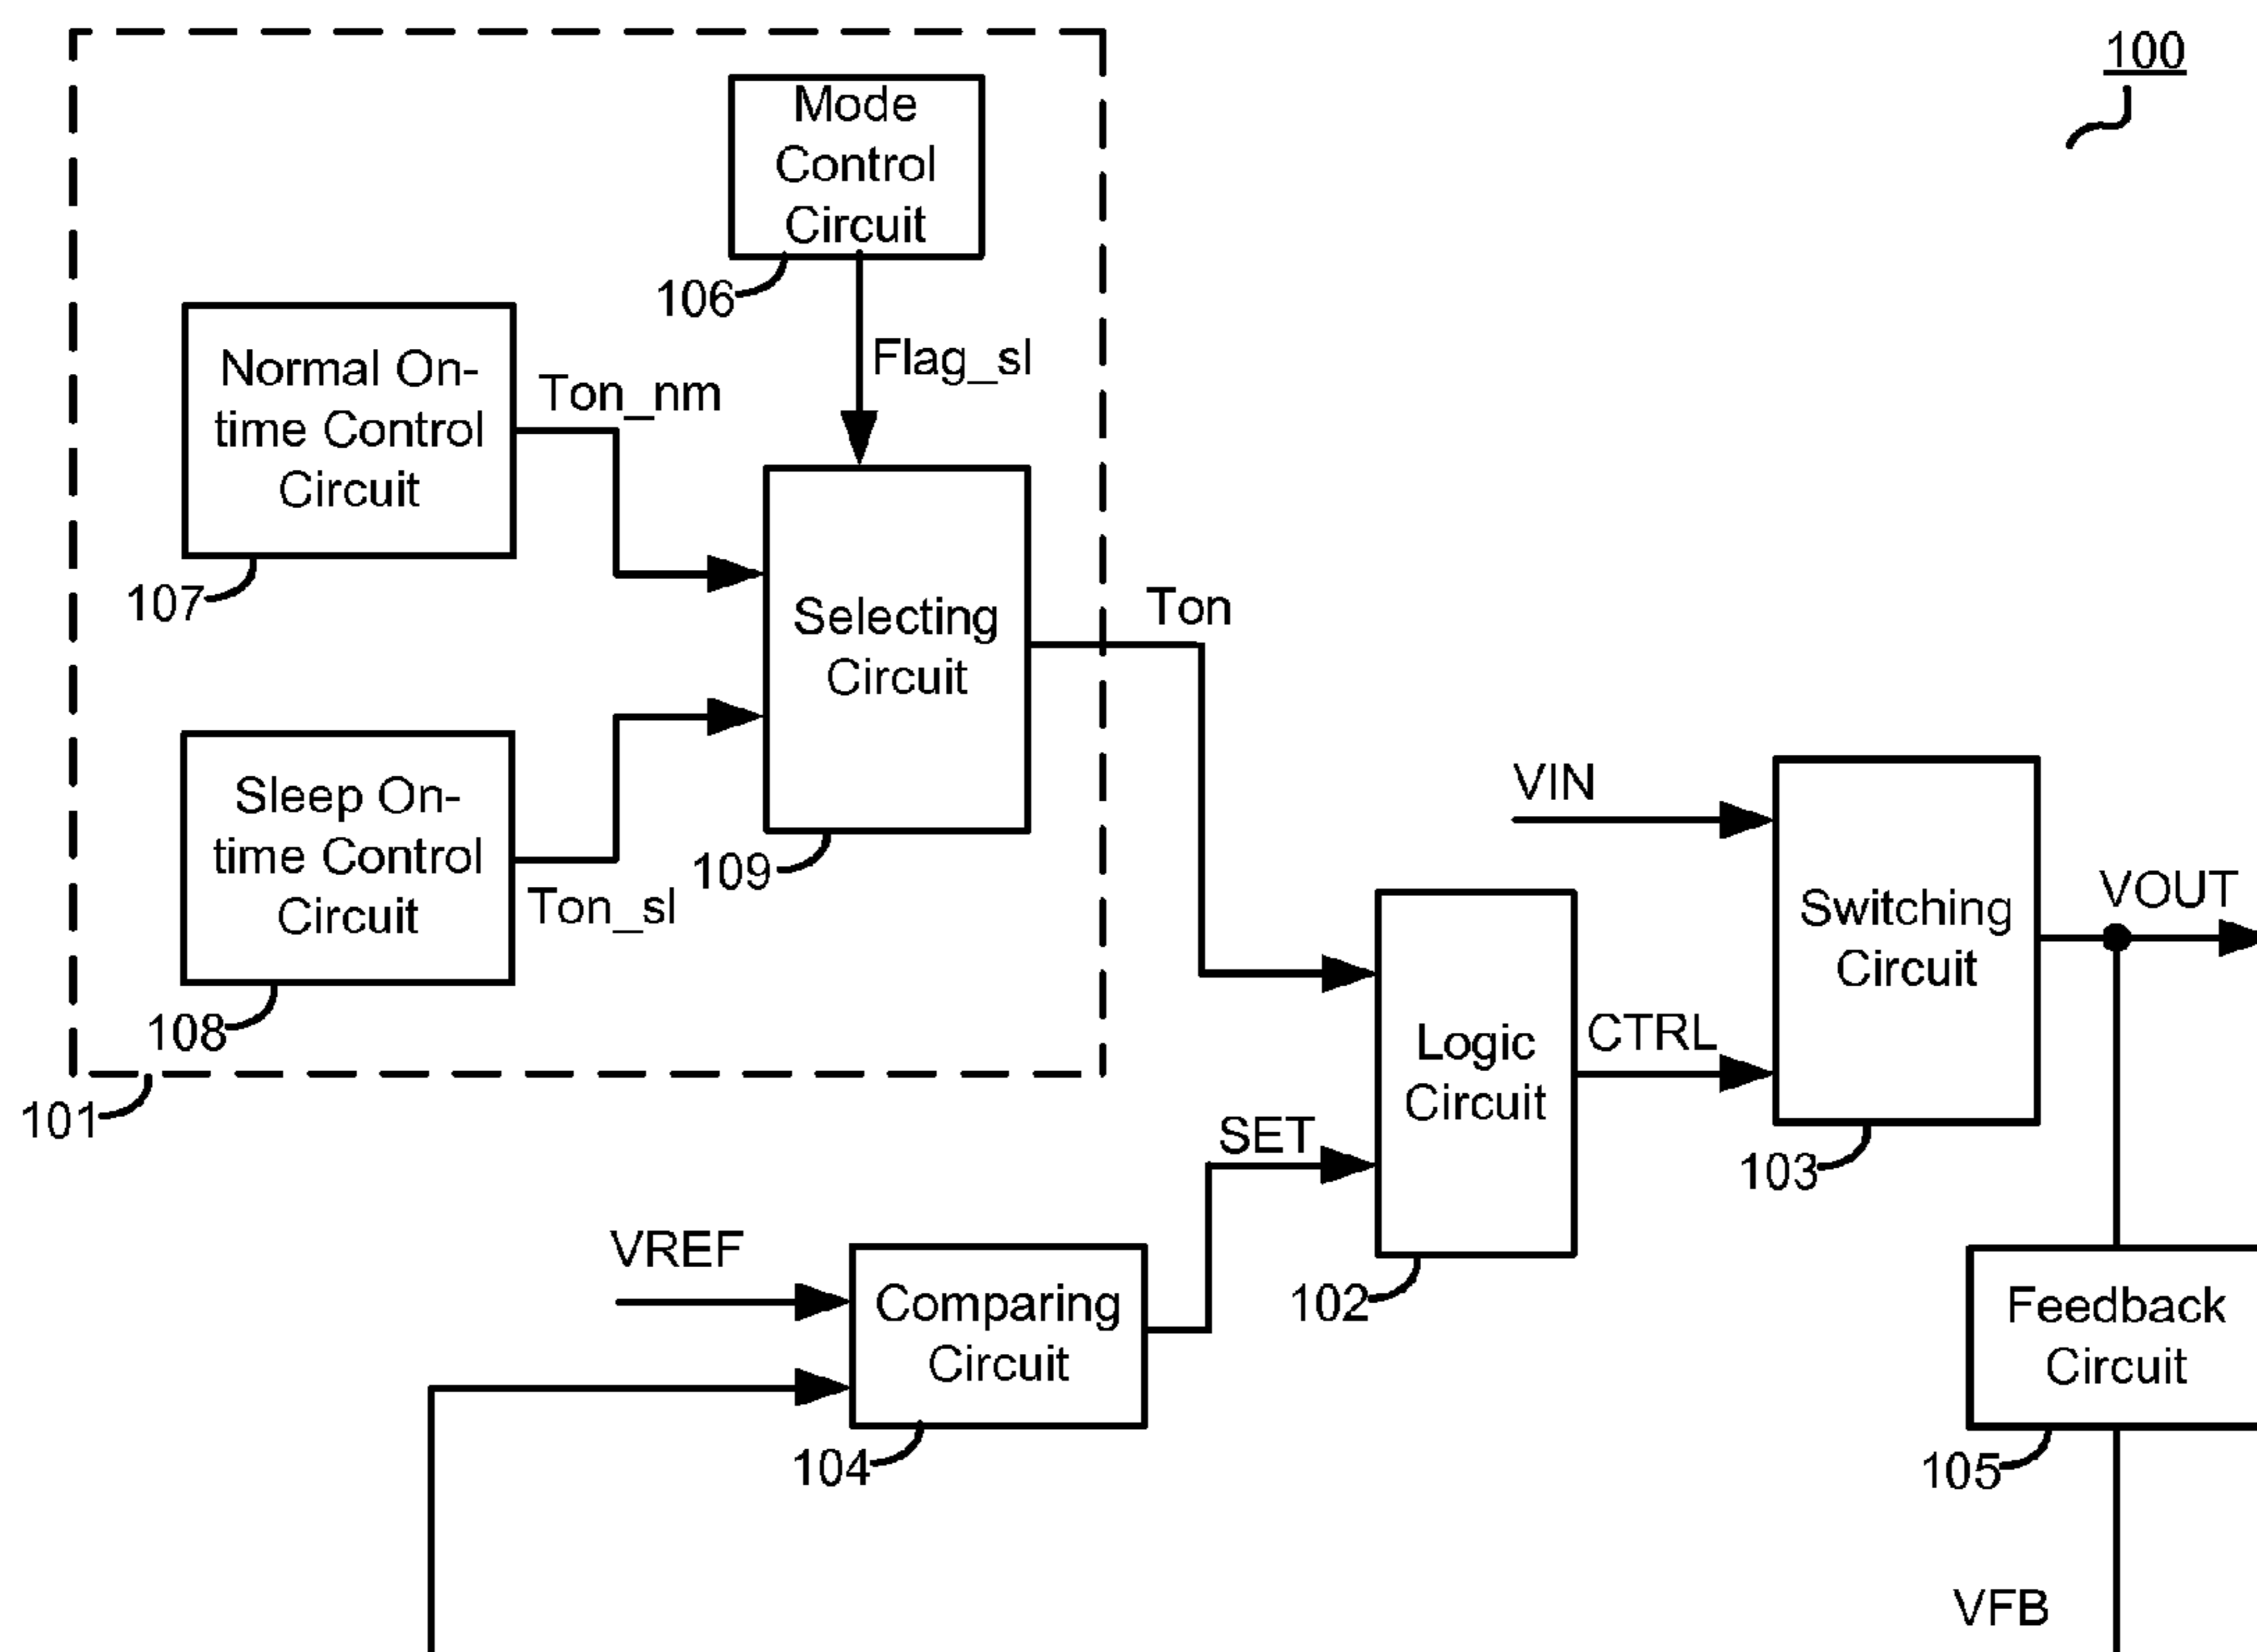 100
Mode
Control
Circuit
106
Flag_sl
Normal On-
time Control
Circuit
Ton_nm
107
Selecting
Circuit
Ton
Sleep On-
time Control
Circuit
Ton_sl
109
108
101
VIN
Switching
Circuit
VOUT
Logic
Circuit
CTRL
SET
103
102
VREF
Comparing
Circuit
104
Feedback
Circuit
105
VFB